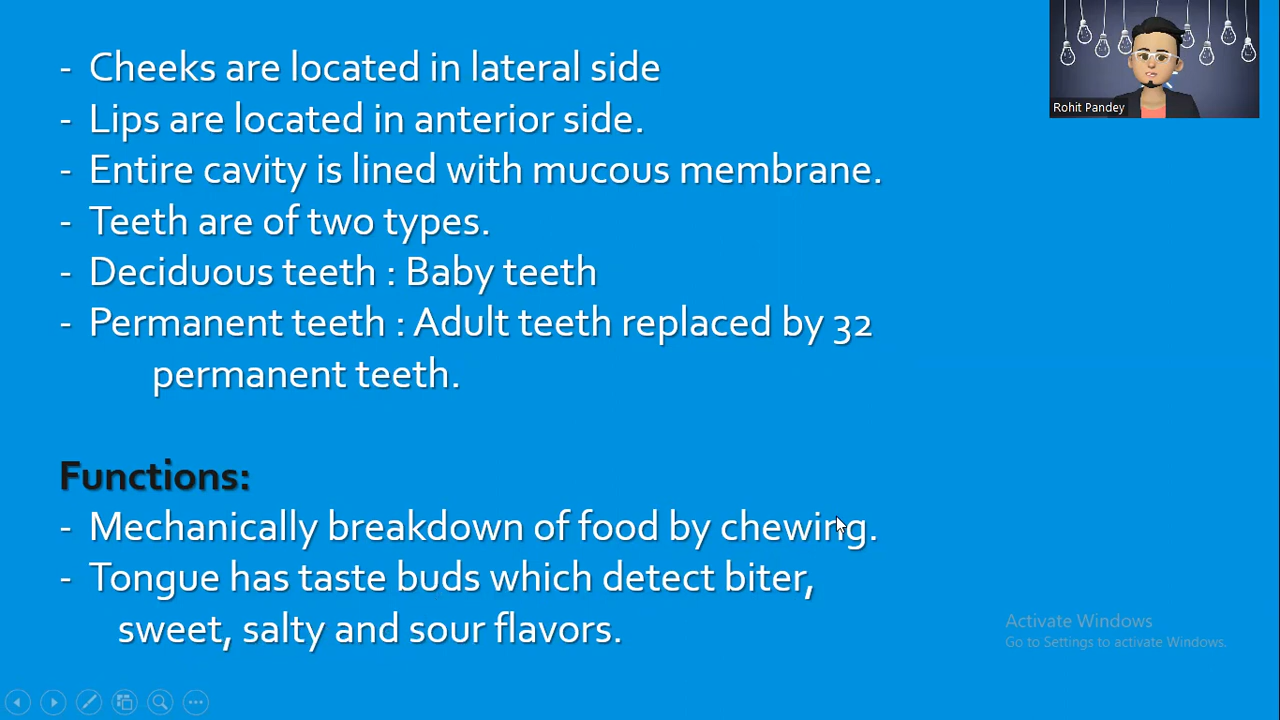 - Cheeks are located in lateral side
- Lips are located in anterior side.
- Entire cavity is lined with mucous membrane.
- Teeth are of two types.
- Deciduous teeth : Baby teeth
- Permanent teeth : Adult teeth replaced by 32
permanent teeth.
Functions:
- Mechanically breakdown of food by chewing.
- Tongue has taste buds which detect biter,
sweet, salty and sour flavors.
Rohit Pandey
Activate Windows
Go to Settings to activate Windows.